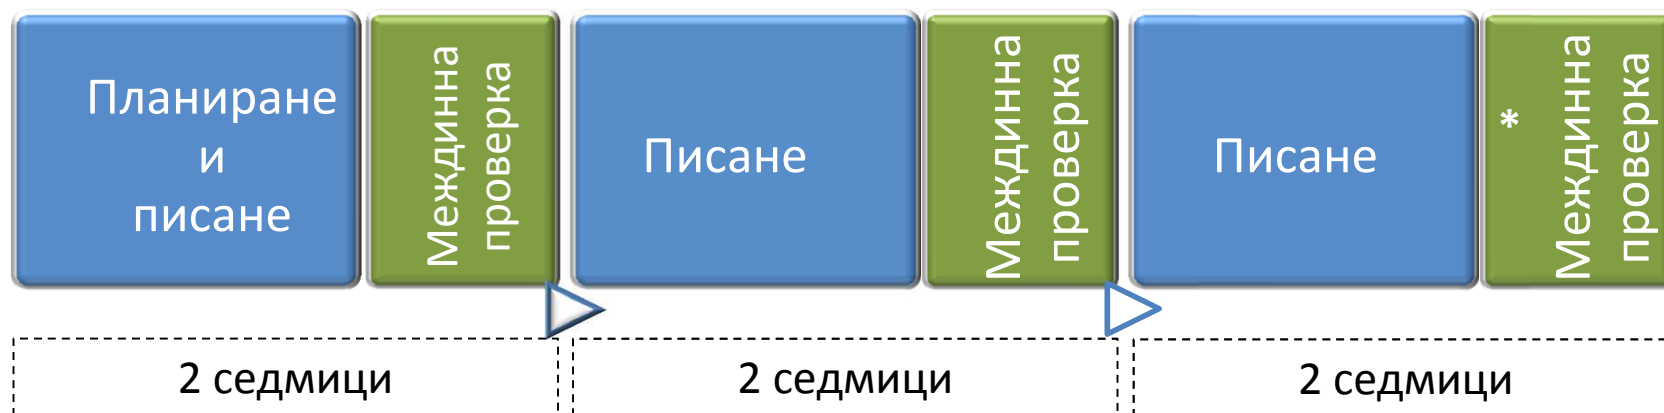 Планиране
и
писане
Междинна
проверка
Писане
Междинна
проверка
Писане
*
Междинна
проверка
2 седмици
2 седмици
2 седмици